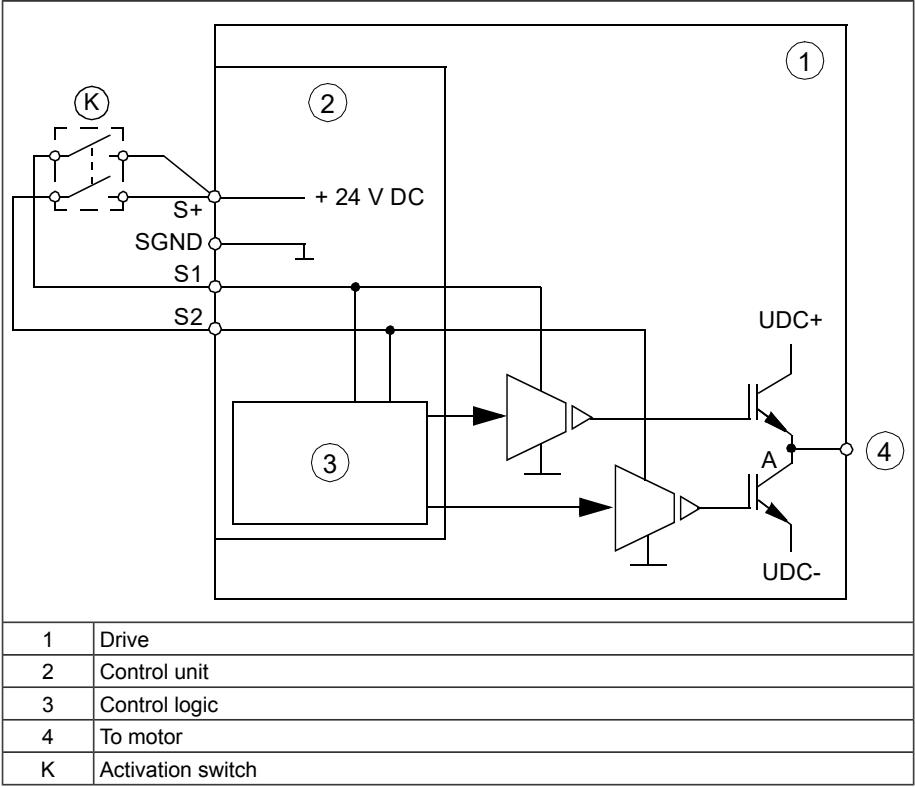 1
2
K
+ 24 V DC
S+
SGND
S1
S2
UDC+
3
A
4
UDC-
1 Drive
2 Control unit
3 Control logic
4 To motor
K Activation switch